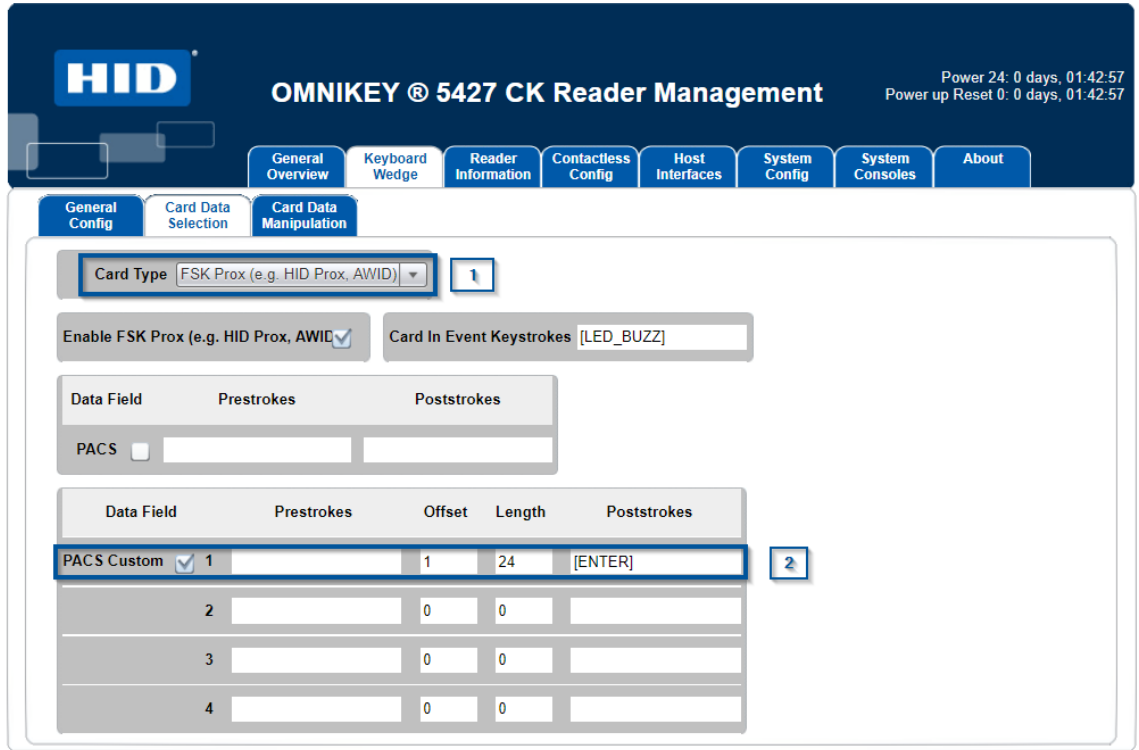 HID
OMNIKEY ® 5427 CK Reader Management
Power 24: 0 days, 01:42:57
Power up Reset 0: 0 days, 01:42:57
General Overview
Keyboard Wedge
Reader Information
Contactless Config
Host Interfaces
System Config
System Consoles
About
General Config
Card Data Selection
Card Data Manipulation
Card Type FSK Prox (e.g. HID Prox, AWID) 1
Enable FSK Prox (e.g. HID Prox, AWID Card In Event Keystrokes [LED_BUZZ]
Data Field Prestrokes Poststrokes
PACS
Data Field Prestrokes Offset Length Poststrokes
PACS Custom 1 1 24 [ENTER] 2
2 0 0
3 0 0
4 0 0